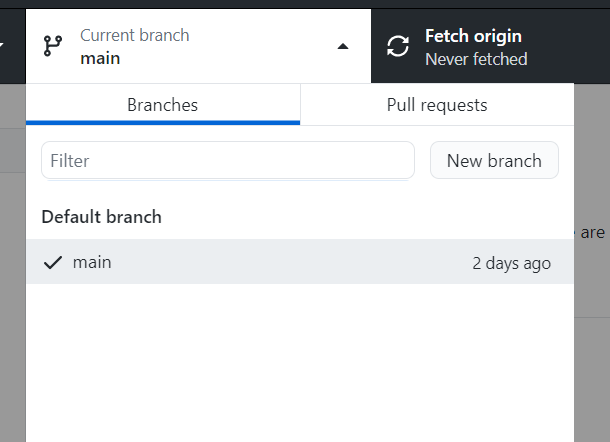 Current branch
main
Fetch origin
Never fetched
Branches
Pull requests
Filter
New branch
Default branch
are
main
2 days ago